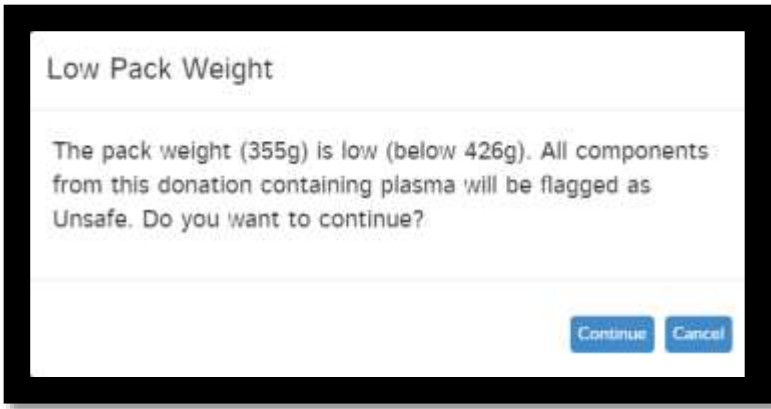 Low Pack Weight
The pack weight (355g) is low (below 426g). All components
from this donation containing plasma will be flagged as
Unsafe. Do you want to continue?
Continue Cancel